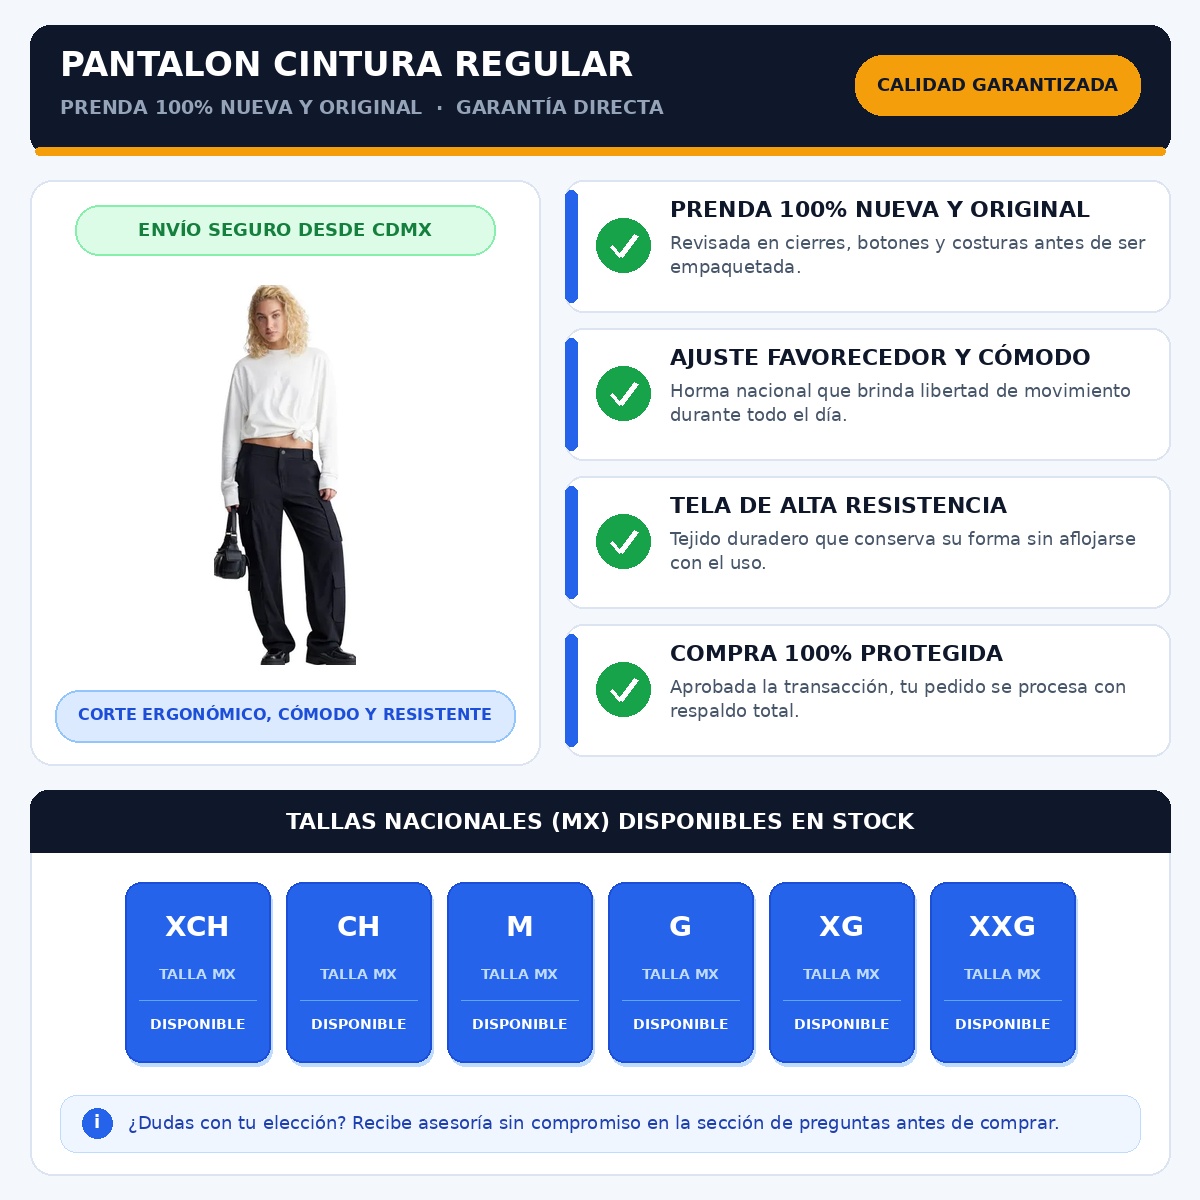 PANTALON CINTURA REGULAR
PRENDA 100% NUEVA Y ORIGINAL · GARANTÍA DIRECTA
CALIDAD GARANTIZADA
ENVÍO SEGURO DESDE CDMX
CORTE ERGONÓMICO, CÓMODO Y RESISTENTE
PRENDA 100% NUEVA Y ORIGINAL
Revisada en cierres, botones y costuras antes de ser
empaquetada.
AJUSTE FAVORECEDOR Y CÓMODO
Horma nacional que brinda libertad de movimiento
durante todo el día.
TELA DE ALTA RESISTENCIA
Tejido duradero que conserva su forma sin aflojarse
con el uso.
COMPRA 100% PROTEGIDA
Aprobada la transacción, tu pedido se procesa con
respaldo total.
TALLAS NACIONALES (MX) DISPONIBLES EN STOCK
XCH
TALLA MX
DISPONIBLE
CH
TALLA MX
DISPONIBLE
M
TALLA MX
DISPONIBLE
G
TALLA MX
DISPONIBLE
XG
TALLA MX
DISPONIBLE
XXG
TALLA MX
DISPONIBLE
i
¿Dudas con tu elección? Recibe asesoría sin compromiso en la sección de preguntas antes de comprar.